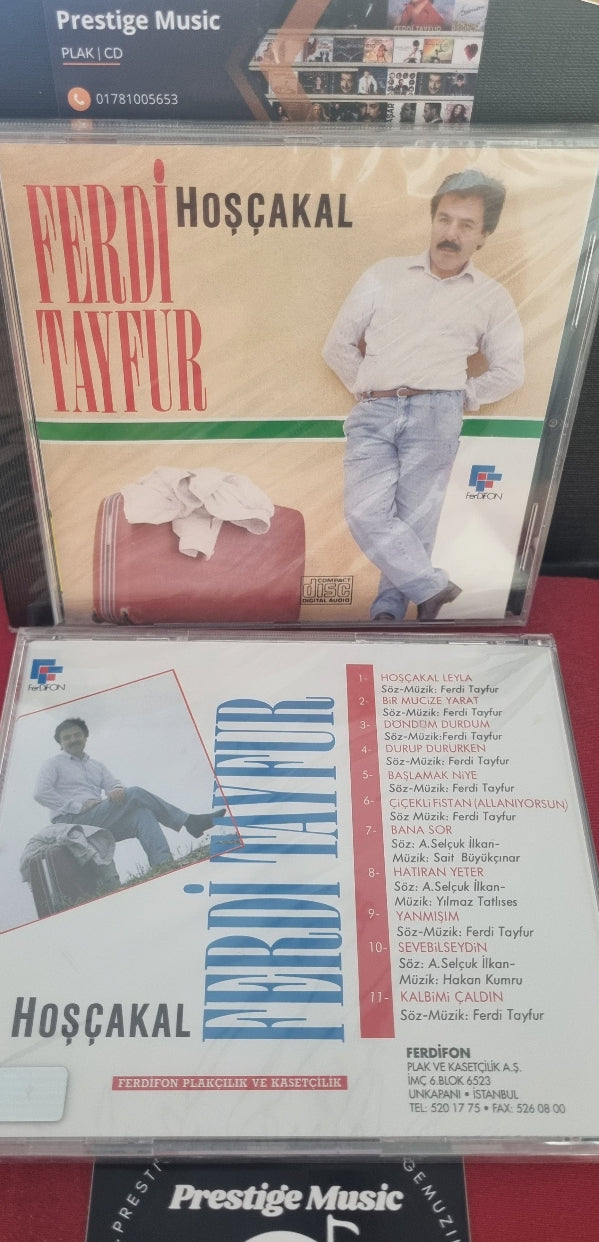 Prestige Music
PLAK | CD
01781005653
FERDİ TAYFUR
FERDİ
TAYFUR
HOŞÇAKAL
FerDiFON
COMPACT
disc
DIGITAL AUDIO
FerDiFON
FERDİ TAYFUR
HOŞÇAKAL
1- HOŞÇAKAL LEYLA
Söz-Müzik: Ferdi Tayfur
2- BİR MUCİZE YARAT
Söz-Müzik: Ferdi Tayfur
3- DÖNDÜM DURDUM
Söz-Müzik:Ferdi Tayfur
4- DURUP DURURKEN
Söz-Müzik: Ferdi Tayfur
5- BAŞLAMAK NİYE
Söz-Müzik: Ferdi Tayfur
6- ÇİÇEKLİ FİSTAN (ALLANIYORSUN)
Söz Müzik: Ferdi Tayfur
7- BANA SOR
Söz: A.Selçuk İlkan-
Müzik: Sait Büyükçınar
8- HATIRAN YETER
Söz: A.Selçuk İlkan-
Müzik: Yılmaz Tatlıses
9- YANMIŞIM
Söz-Müzik: Ferdi Tayfur
10- SEVEBİLSEYDİN
Söz: A.Selçuk İlkan-
Müzik: Hakan Kumru
11- KALBİMİ ÇALDIN
Söz-Müzik: Ferdi Tayfur
FERDİFON PLAKÇILIK VE KASETÇİLİK
FERDİFON
PLAK VE KASETÇİLİK A.Ş.
İMÇ 6.BLOK 6523
UNKAPANI • İSTANBUL
TEL: 520 17 75 • FAX: 526 08 00
Prestige Music